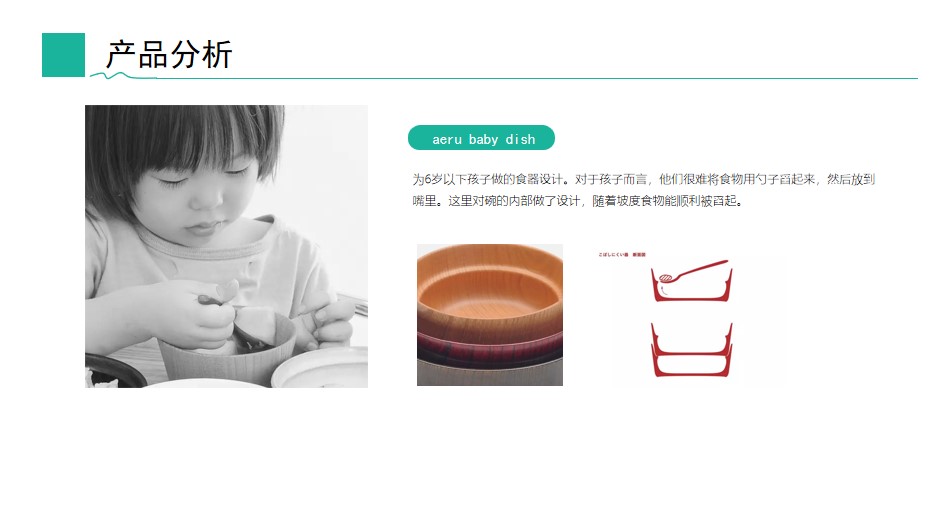 产品分析
aeru baby dish
为6岁以下孩子做的食器设计。对于孩子而言，他们很难将食物用勺子舀起来，然后放到
嘴里。这里对碗的内部做了设计，随着坡度食物能顺利被舀起。
こぼしにくい器 断面図